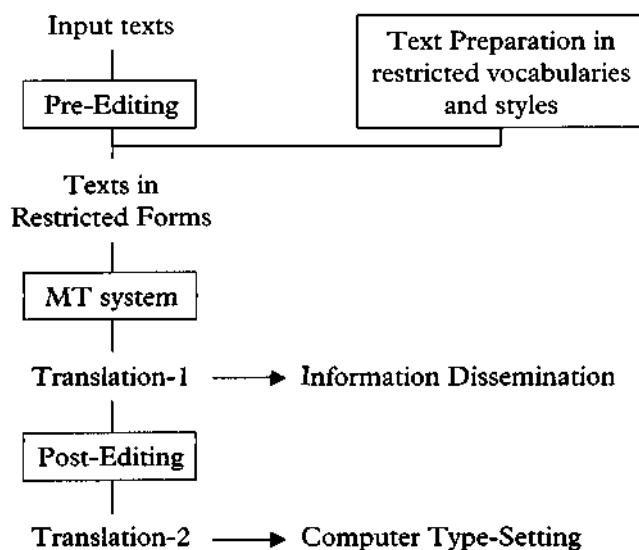 Input texts
Text Preparation in
restricted vocabularies
and styles
Pre-Editing
Texts in
Restricted Forms
MT system
Translation-1
Information Dissemination
Post-Editing
Translation-2
Computer Type-Setting